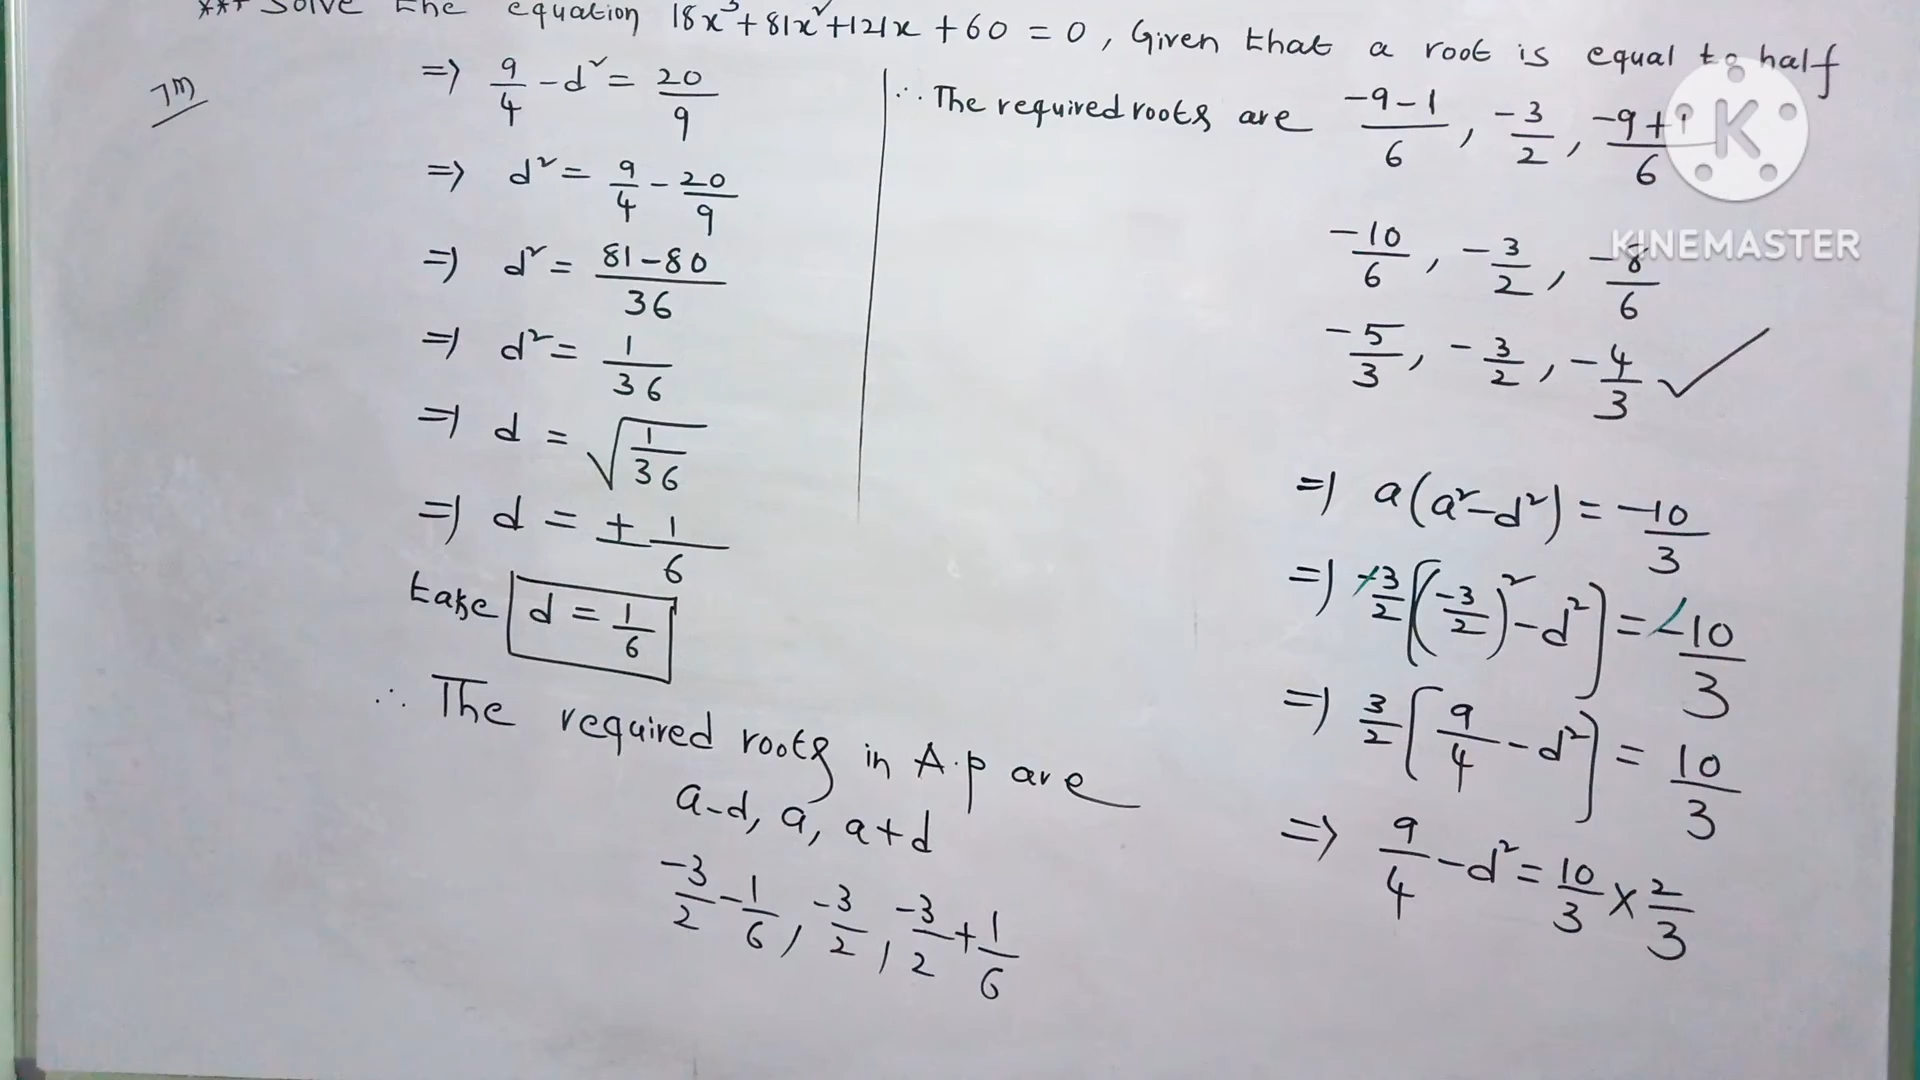 *** Solve the equation 18x³+81x²+121x+60=0, Given that a root is equal to half
7m
=> 9/4 - d² = 20/9
=> d² = 9/4 - 20/9
=> d² = 81-80/36
=> d² = 1/36
=> d = √1/36
=> d = ± 1/6
take d = 1/6
∴ The required roots in A.p are
a-d, a, a+d
-3/2 - 1/6, -3/2, -3/2 + 1/6
∴ The required roots are -9-1/6, -3/2, -9+1/6
-10/6, -3/2, -8/6
-5/3, -3/2, -4/3 ✓
=> a(a²-d²) = -10/3
=> -3/2[(-3/2)² - d²] = -10/3
=> 3/2[9/4 - d²] = 10/3
=> 9/4 - d² = 10/3 × 2/3
K
KINEMASTER